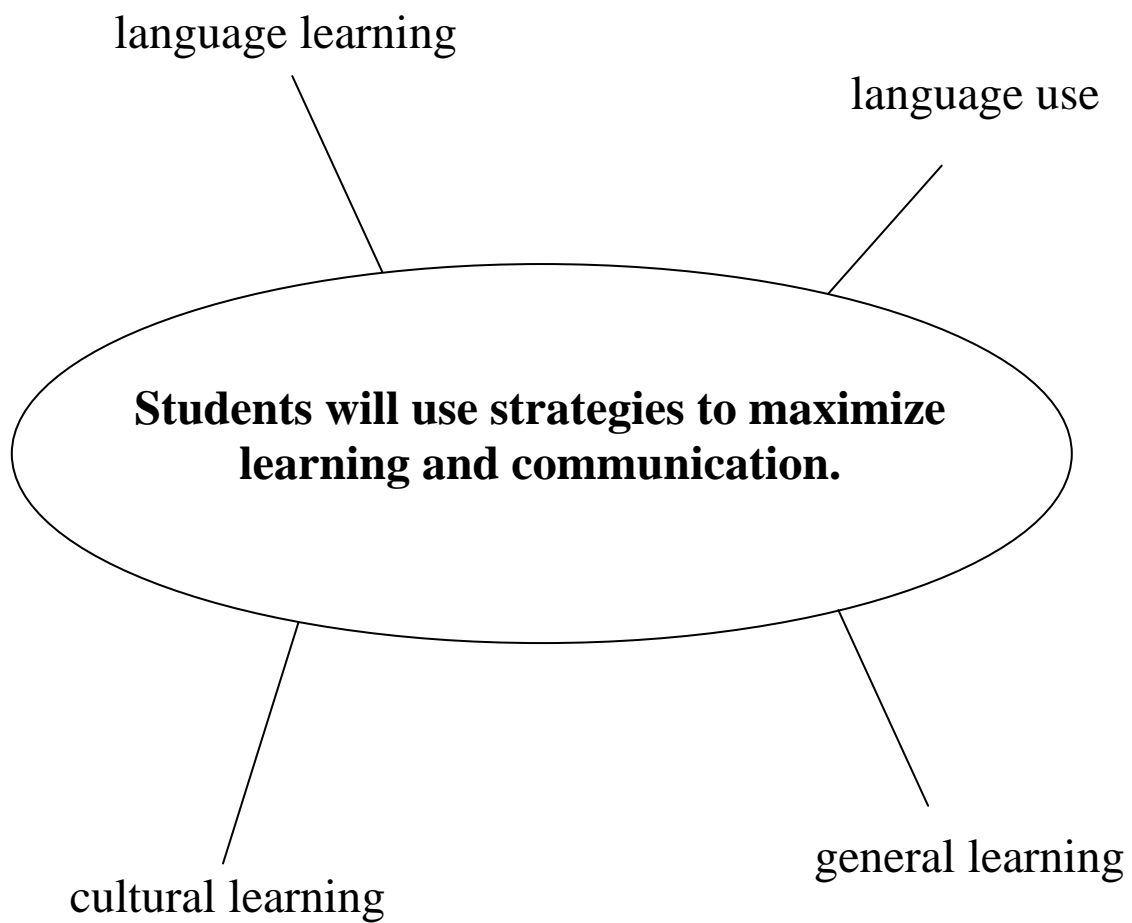 language learning
language use
Students will use strategies to maximize
learning and communication.
general learning
cultural learning